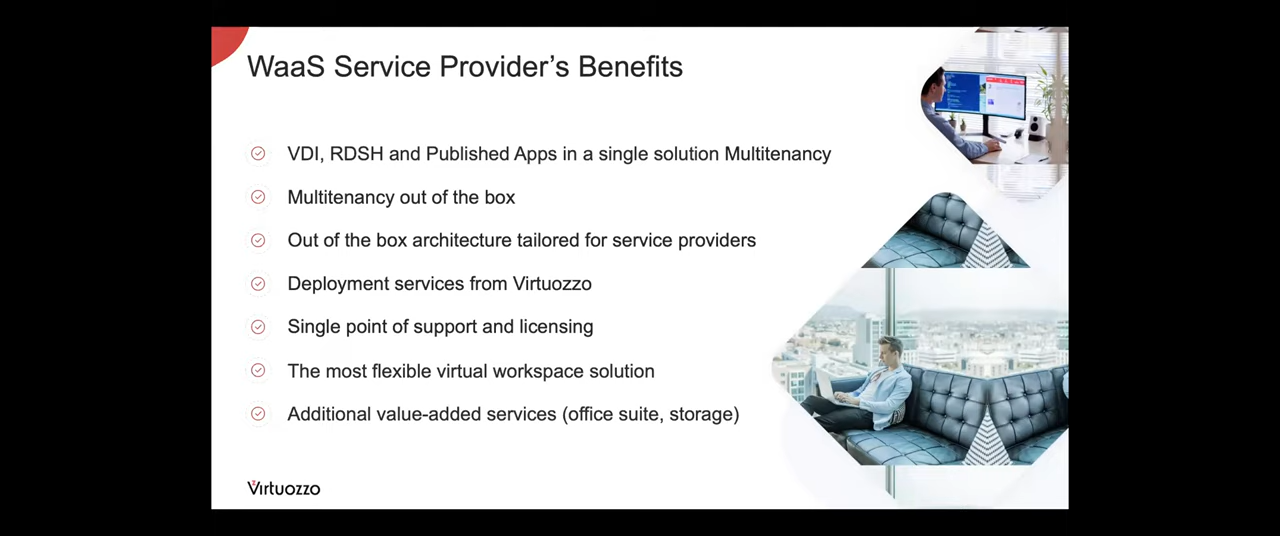 WaaS Service Provider’s Benefits
VDI, RDSH and Published Apps in a single solution Multitenancy
Multitenancy out of the box
Out of the box architecture tailored for service providers
Deployment services from Virtuozzo
Single point of support and licensing
The most flexible virtual workspace solution
Additional value-added services (office suite, storage)
Virtuozzo